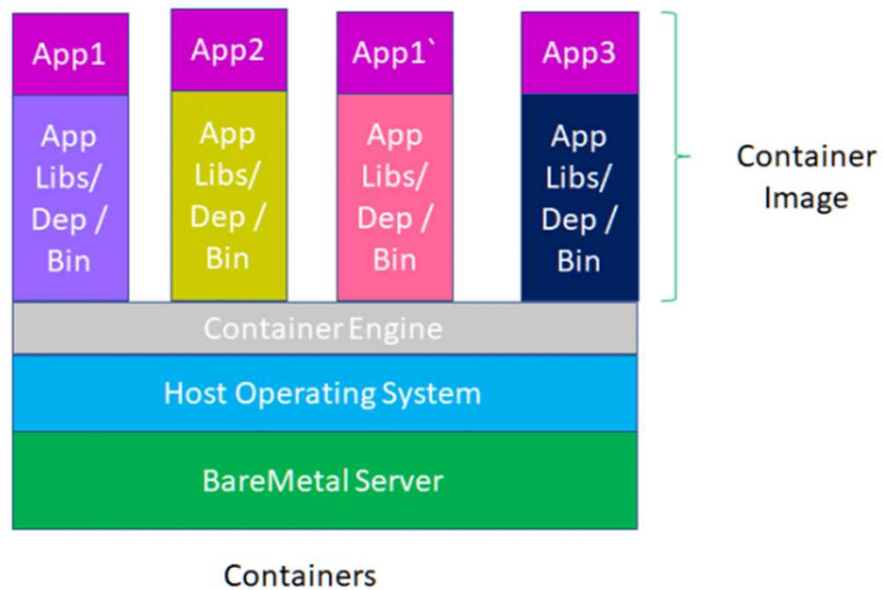 App1
App2
App1`
App3
App
Libs/
Dep /
Bin
App
Libs/
Dep /
Bin
App
Libs/
Dep /
Bin
App
Libs/
Dep /
Bin
Container
Image
Container Engine
Host Operating System
BareMetal Server
Containers